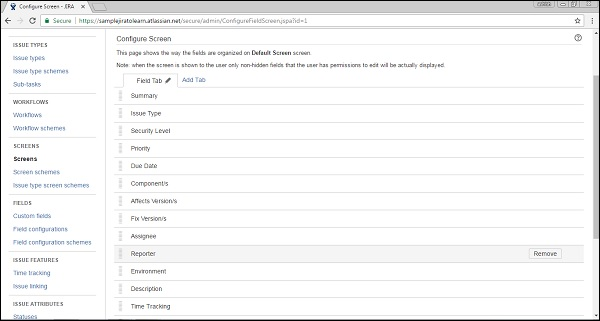 Configure Screen - JIRA
Secure
https://samplejiratolearn.atlassian.net/secure/admin/ConfigureFieldScreen.jspa?id=1
ISSUE TYPES
Issue types
Issue type schemes
Sub-tasks
WORKFLOWS
Workflows
Workflow schemes
SCREENS
Screens
Screen schemes
Issue type screen schemes
FIELDS
Custom fields
Field configurations
Field configuration schemes
ISSUE FEATURES
Time tracking
Issue linking
ISSUE ATTRIBUTES
Statuses
Configure Screen
This page shows the way the fields are organized on Default Screen screen.
Note: when the screen is shown to the user only non-hidden fields that the user has permissions to edit will be actually displayed
Field Tab
Add Tab
Summary
Issue Type
Security Level
Priority
Due Date
Component/s
Affects Version/s
Fix Version/s
Assignee
Reporter
Remove
Environment
Description
Time Tracking